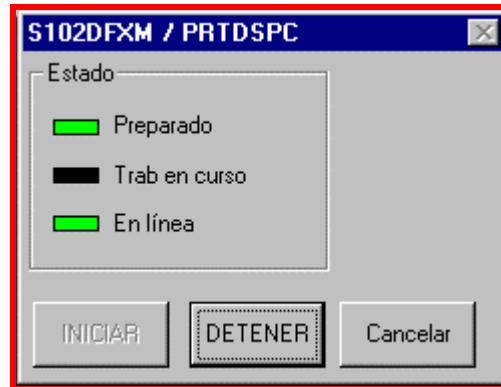 S102DFXM / PRTDSPC
Estado
Preparado
Trab en curso
En línea
INICIAR DETENER Cancelar